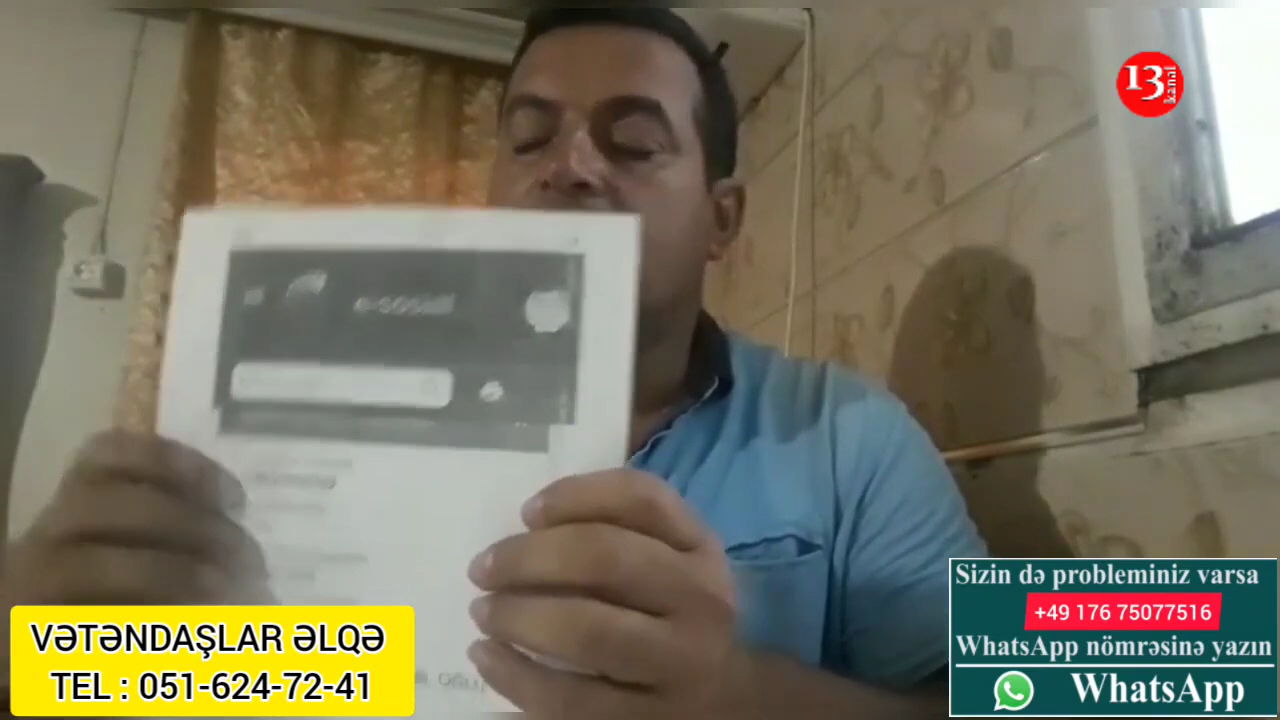 13
kanal
e-sosial
VƏTƏNDAŞLAR ƏLQƏ
TEL : 051-624-72-41
Sizin də probleminiz varsa
+49 176 75077516
WhatsApp nömrəsinə yazın
WhatsApp